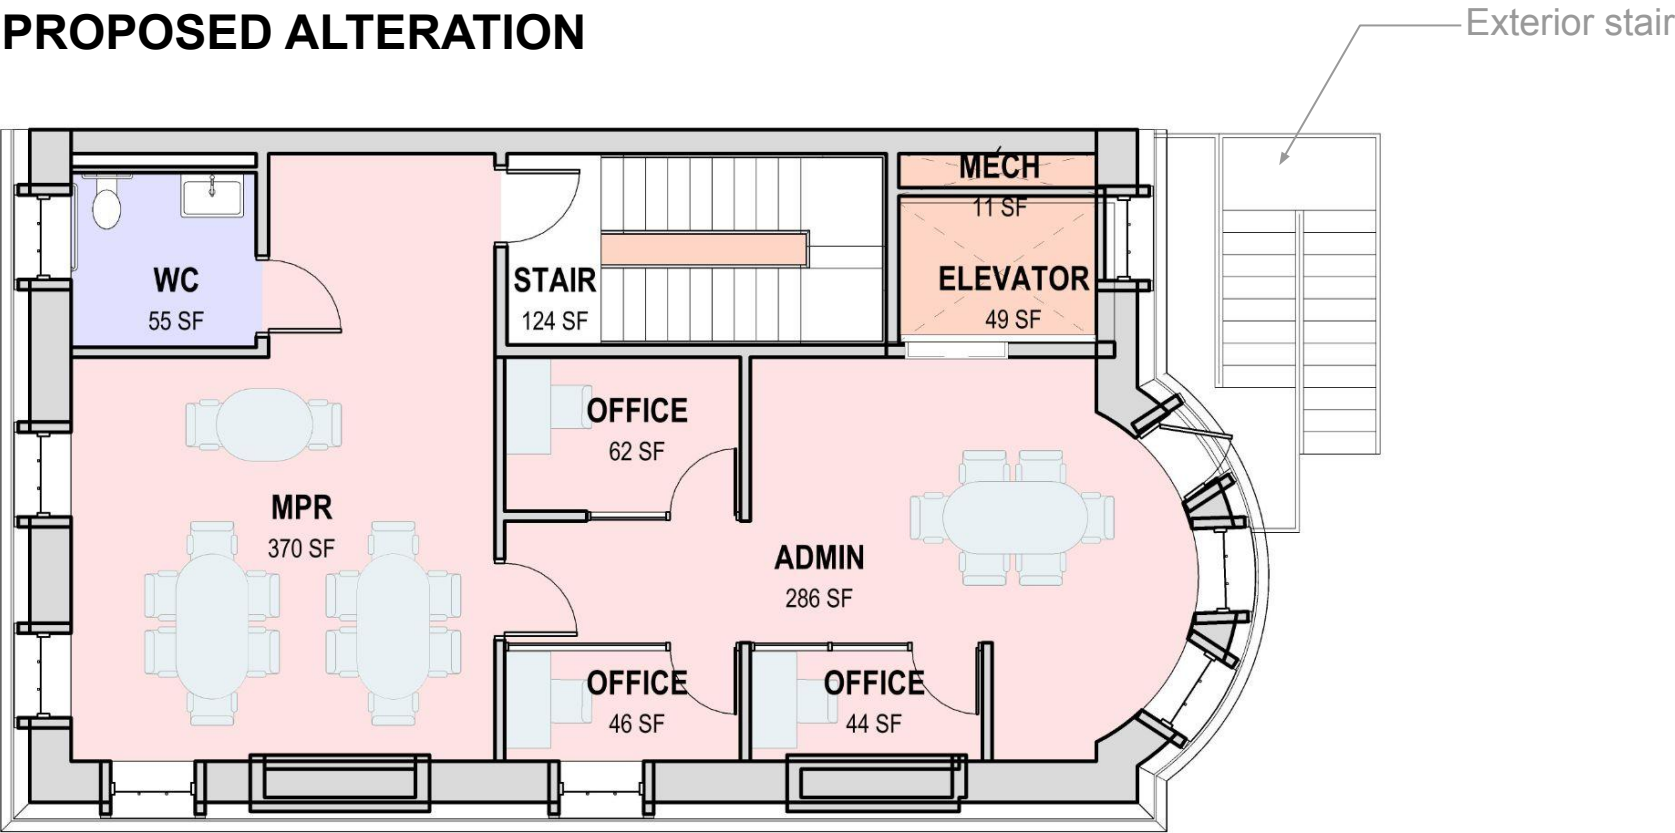 PROPOSED ALTERATION
Exterior stair
MECH
11 SF
WC
55 SF
STAIR
124 SF
ELEVATOR
49 SF
OFFICE
62 SF
MPR
370 SF
ADMIN
286 SF
OFFICE
46 SF
OFFICE
44 SF